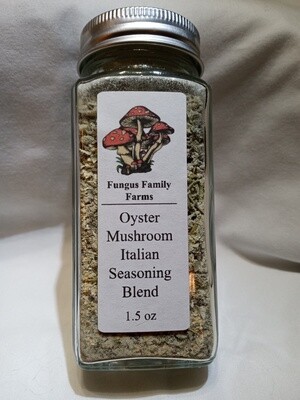 Fungus Family
Farms
Oyster
Mushroom
Italian
Seasoning
Blend
1.5 oz